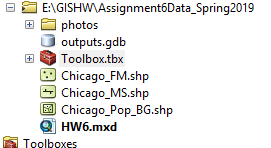 E:\GISHW\Assignment6Data_Spring2019
photos
outputs.gdb
Toolbox.tbx
Chicago_FM.shp
Chicago_MS.shp
Chicago_Pop_BG.shp
HW6.mxd
Toolboxes